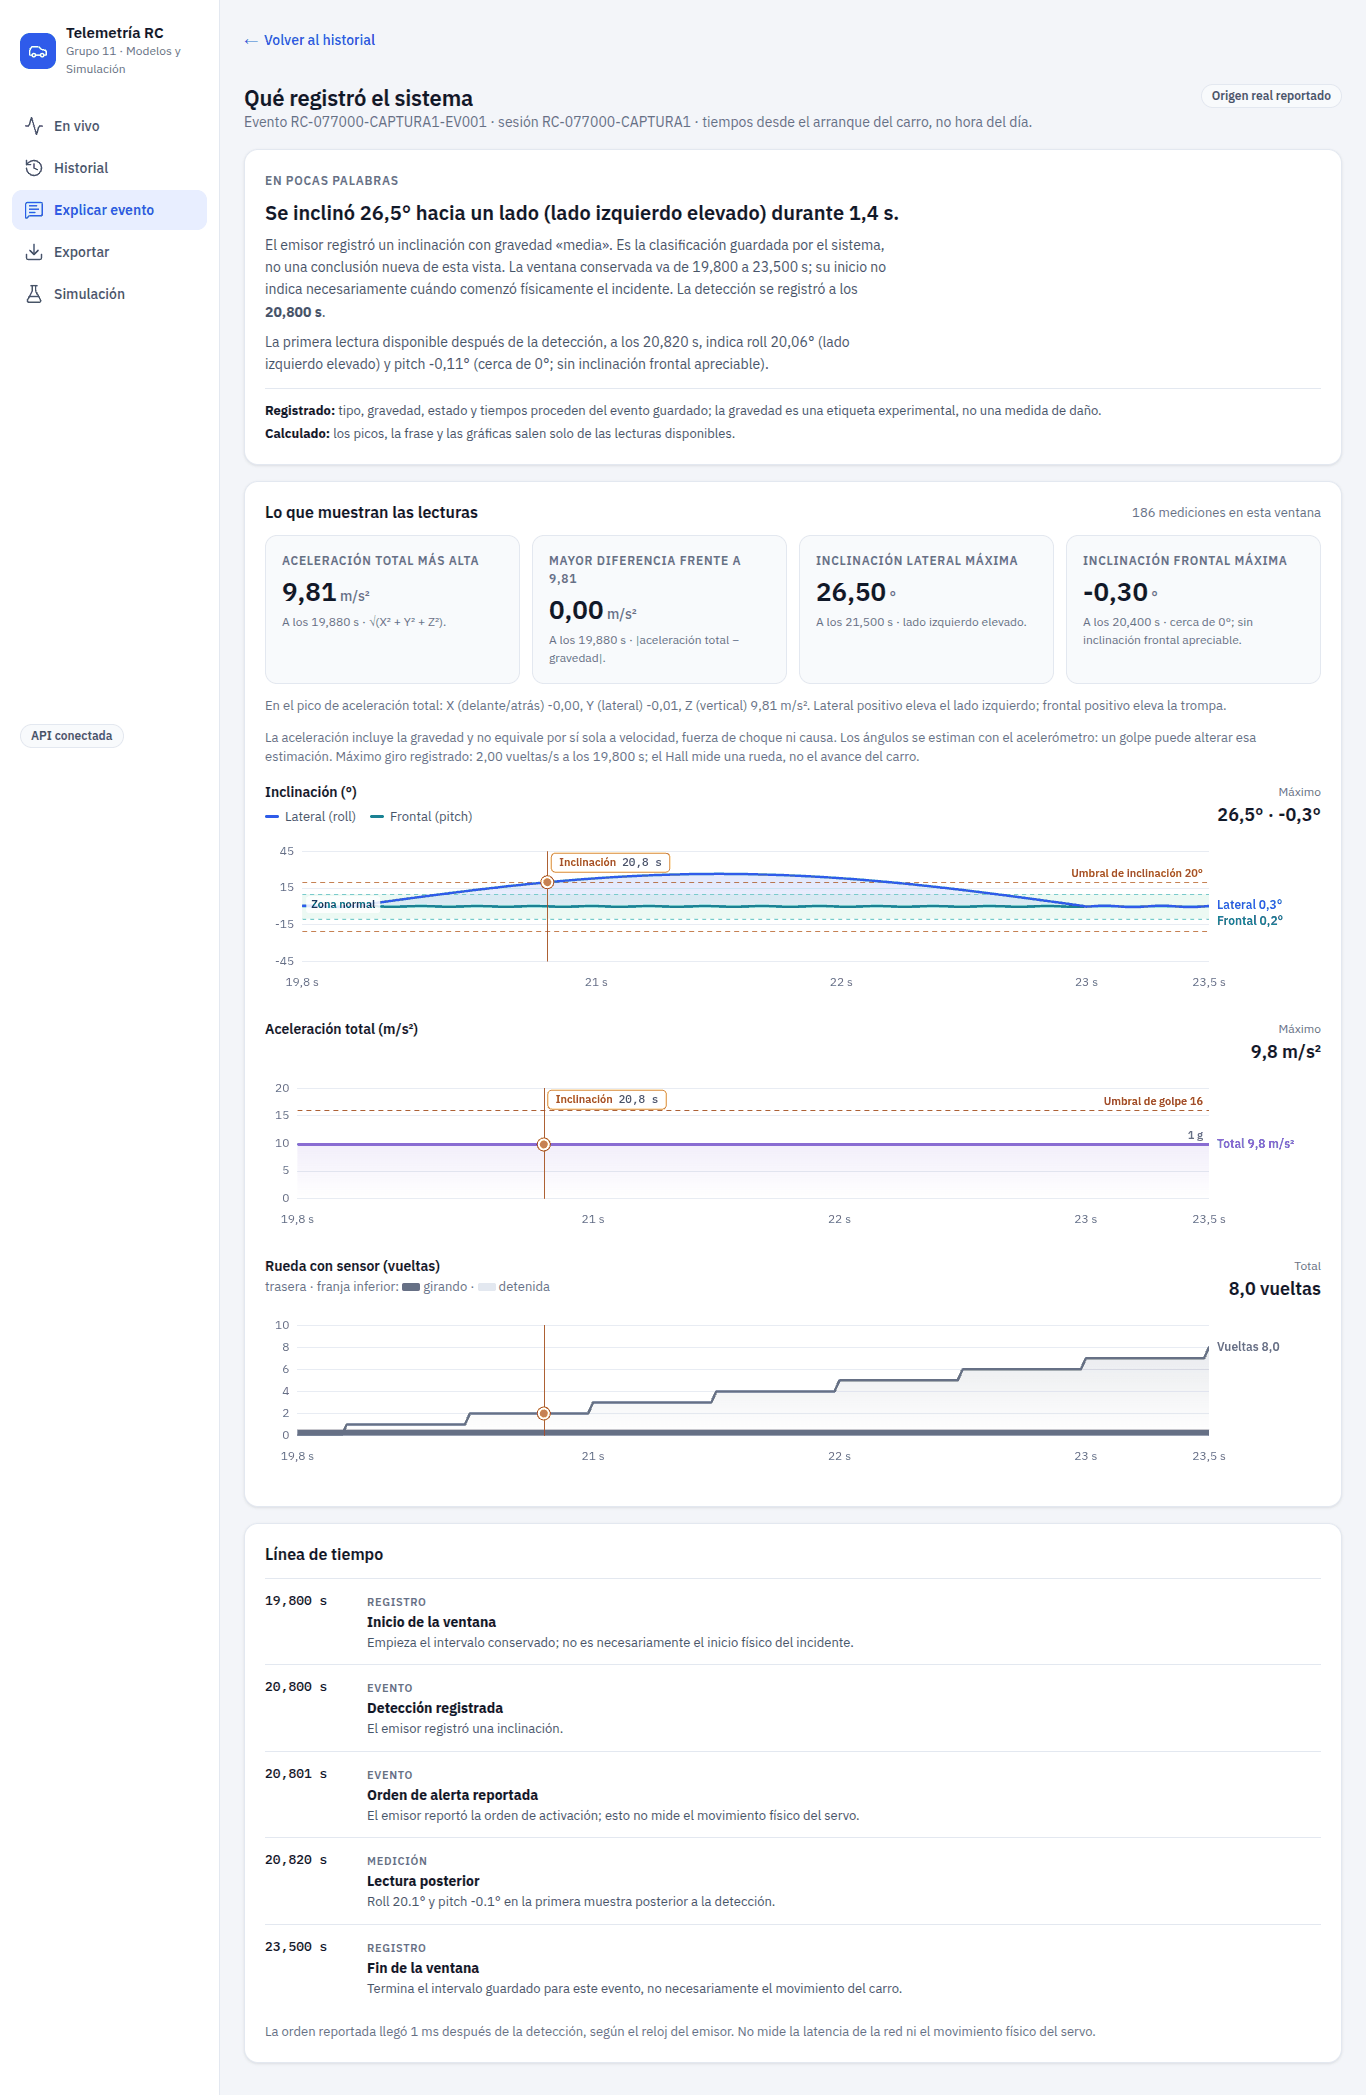 Telemetría RC
Grupo 11 · Modelos y
Simulación
En vivo
Historial
Explicar evento
Exportar
Simulación
API conectada
← Volver al historial
Qué registró el sistema
Origen real reportado
Evento RC-077000-CAPTURA1-EV001 · sesión RC-077000-CAPTURA1 · tiempos desde el arranque del carro, no hora del día.
EN POCAS PALABRAS
Se inclinó 26,5° hacia un lado (lado izquierdo elevado) durante 1,4 s.
El emisor registró un inclinación con gravedad «media». Es la clasificación guardada por el sistema,
no una conclusión nueva de esta vista. La ventana conservada va de 19,800 a 23,500 s; su inicio no
indica necesariamente cuándo comenzó físicamente el incidente. La detección se registró a los
20,800 s.
La primera lectura disponible después de la detección, a los 20,820 s, indica roll 20,06° (lado
izquierdo elevado) y pitch -0,11° (cerca de 0°; sin inclinación frontal apreciable).
Registrado: tipo, gravedad, estado y tiempos proceden del evento guardado; la gravedad es una etiqueta experimental, no una medida de daño.
Calculado: los picos, la frase y las gráficas salen solo de las lecturas disponibles.
Lo que muestran las lecturas
186 mediciones en esta ventana
ACELERACIÓN TOTAL MÁS ALTA
9,81 m/s²
A los 19,880 s · √(X² + Y² + Z²).
MAYOR DIFERENCIA FRENTE A
9,81
0,00 m/s²
A los 19,880 s · |aceleración total −
gravedad|.
INCLINACIÓN LATERAL MÁXIMA
26,50 °
A los 21,500 s · lado izquierdo elevado.
INCLINACIÓN FRONTAL MÁXIMA
-0,30 °
A los 20,400 s · cerca de 0°; sin
inclinación frontal apreciable.
En el pico de aceleración total: X (delante/atrás) -0,00, Y (lateral) -0,01, Z (vertical) 9,81 m/s². Lateral positivo eleva el lado izquierdo; frontal positivo eleva la trompa.
La aceleración incluye la gravedad y no equivale por sí sola a velocidad, fuerza de choque ni causa. Los ángulos se estiman con el acelerómetro: un golpe puede alterar esa
estimación. Máximo giro registrado: 2,00 vueltas/s a los 19,800 s; el Hall mide una rueda, no el avance del carro.
Inclinación (°)
Máximo
Lateral (roll) Frontal (pitch)
26,5° · -0,3°
45
Inclinación 20,8 s
Umbral de inclinación 20°
15
Zona normal
Lateral 0,3°
Frontal 0,2°
-15
-45
19,8 s 21 s 22 s 23 s 23,5 s
Aceleración total (m/s²)
Máximo
9,8 m/s²
20
Inclinación 20,8 s
Umbral de golpe 16
15
1 g
10
Total 9,8 m/s²
5
0
19,8 s 21 s 22 s 23 s 23,5 s
Rueda con sensor (vueltas)
Total
trasera · franja inferior: girando · detenida
8,0 vueltas
10
8
Vueltas 8,0
6
4
2
0
19,8 s 21 s 22 s 23 s 23,5 s
Línea de tiempo
19,800 s
REGISTRO
Inicio de la ventana
Empieza el intervalo conservado; no es necesariamente el inicio físico del incidente.
20,800 s
EVENTO
Detección registrada
El emisor registró una inclinación.
20,801 s
EVENTO
Orden de alerta reportada
El emisor reportó la orden de activación; esto no mide el movimiento físico del servo.
20,820 s
MEDICIÓN
Lectura posterior
Roll 20.1° y pitch -0.1° en la primera muestra posterior a la detección.
23,500 s
REGISTRO
Fin de la ventana
Termina el intervalo guardado para este evento, no necesariamente el movimiento del carro.
La orden reportada llegó 1 ms después de la detección, según el reloj del emisor. No mide la latencia de la red ni el movimiento físico del servo.